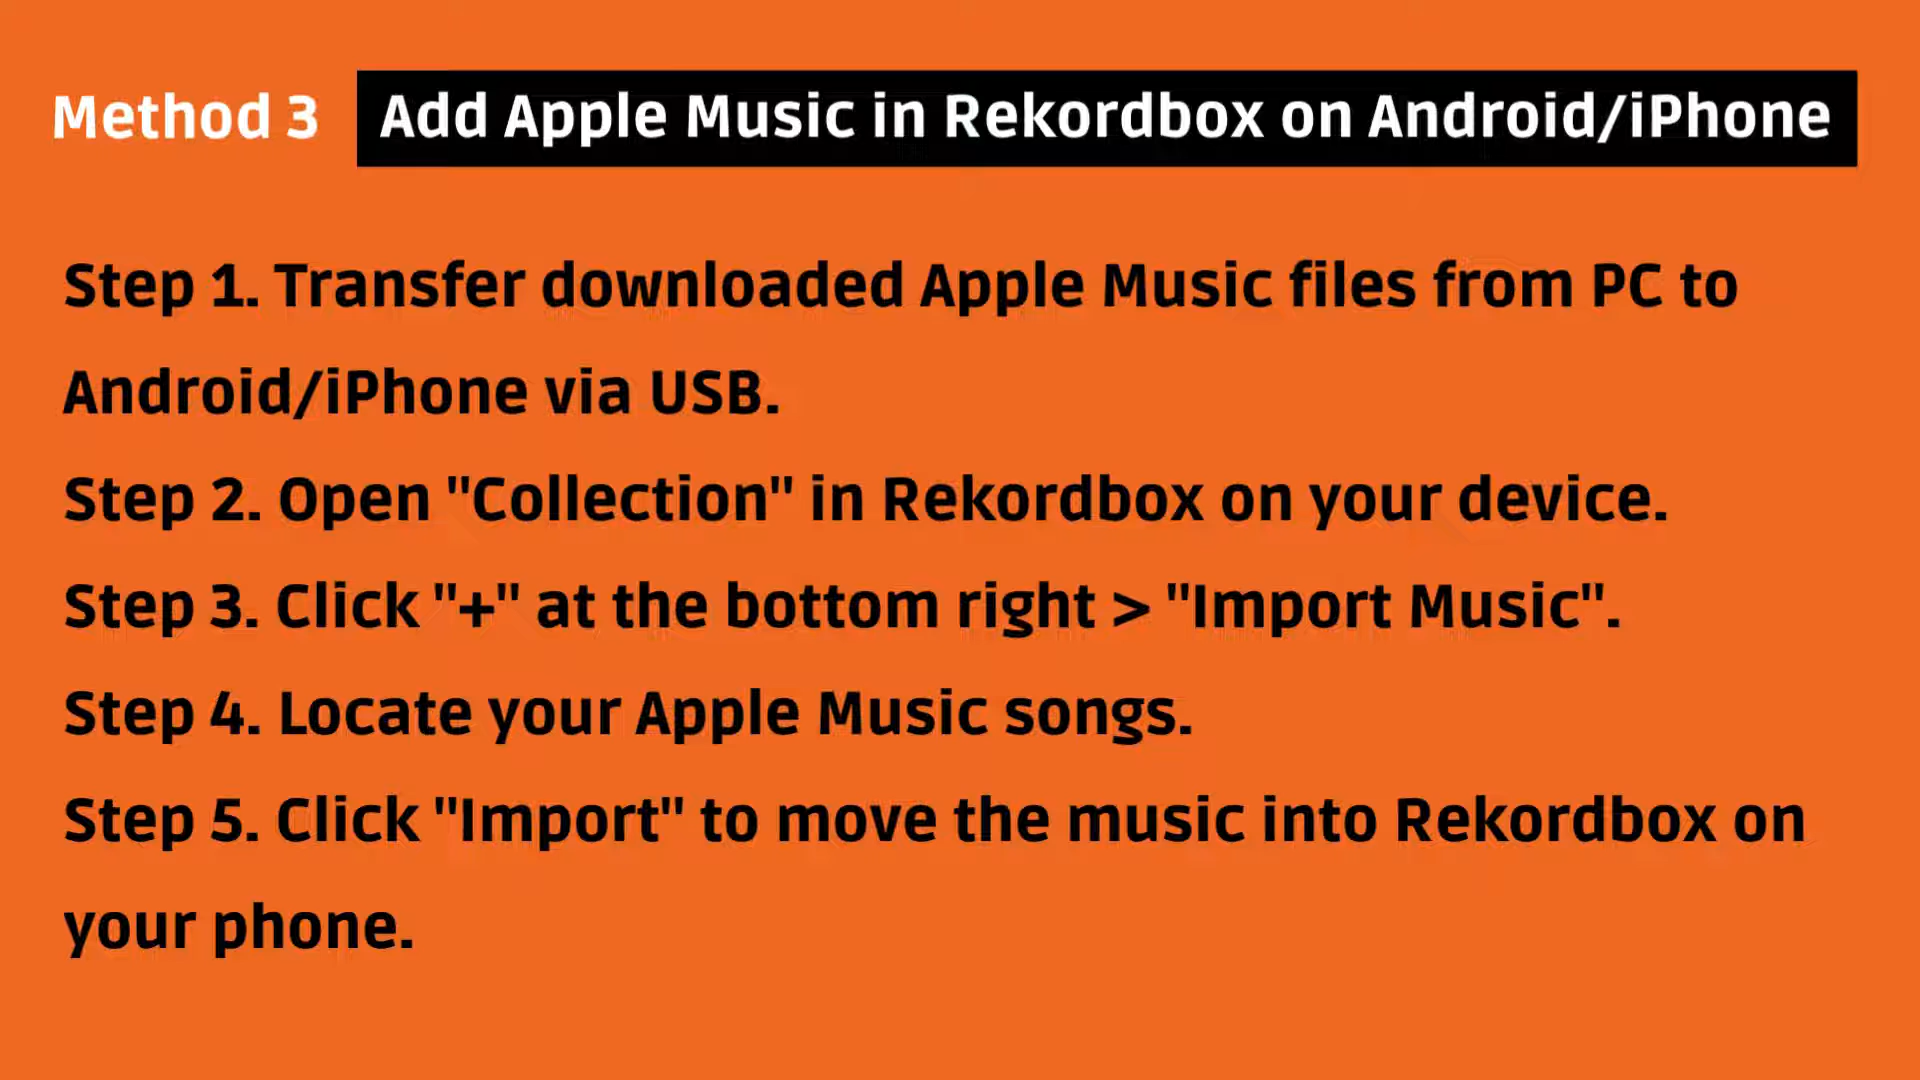 Method 3 Add Apple Music in Rekordbox on Android/iPhone
Step 1. Transfer downloaded Apple Music files from PC to
Android/iPhone via USB.
Step 2. Open "Collection" in Rekordbox on your device.
Step 3. Click "+" at the bottom right > "Import Music".
Step 4. Locate your Apple Music songs.
Step 5. Click "Import" to move the music into Rekordbox on
your phone.